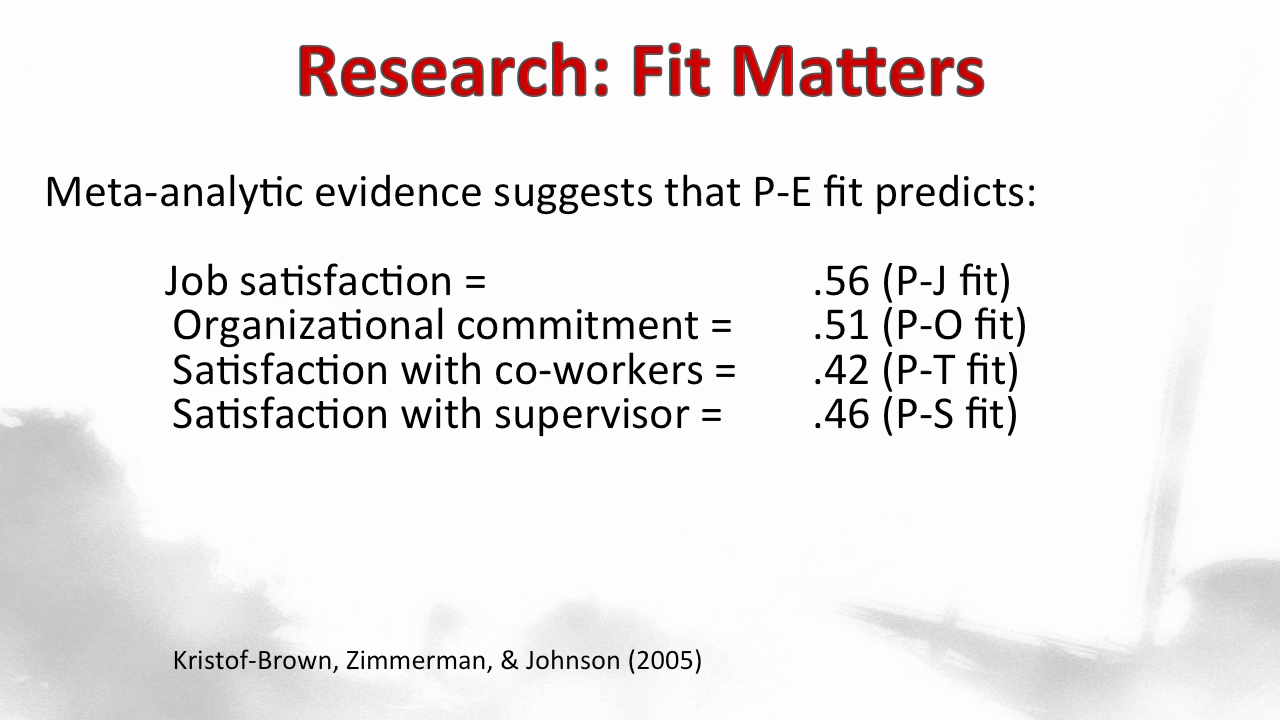 Research: Fit Matters
Meta-analytic evidence suggests that P-E fit predicts:
Job satisfaction = .56 (P-J fit)
Organizational commitment = .51 (P-O fit)
Satisfaction with co-workers = .42 (P-T fit)
Satisfaction with supervisor = .46 (P-S fit)
Kristof-Brown, Zimmerman, & Johnson (2005)